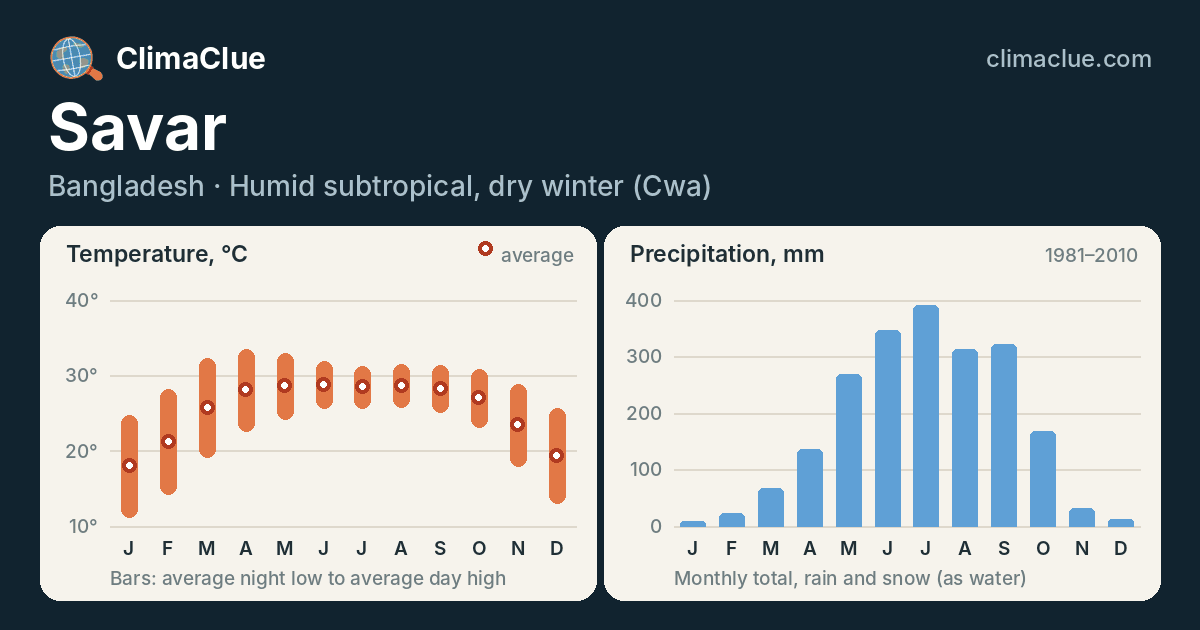 ClimaClue
climaclue.com
Savar
Bangladesh · Humid subtropical, dry winter (Cwa)
Temperature, °C
average
40°
30°
20°
10°
J F M A M J J A S O N D
Bars: average night low to average day high
Precipitation, mm
1981–2010
400
300
200
100
0
J F M A M J J A S O N D
Monthly total, rain and snow (as water)